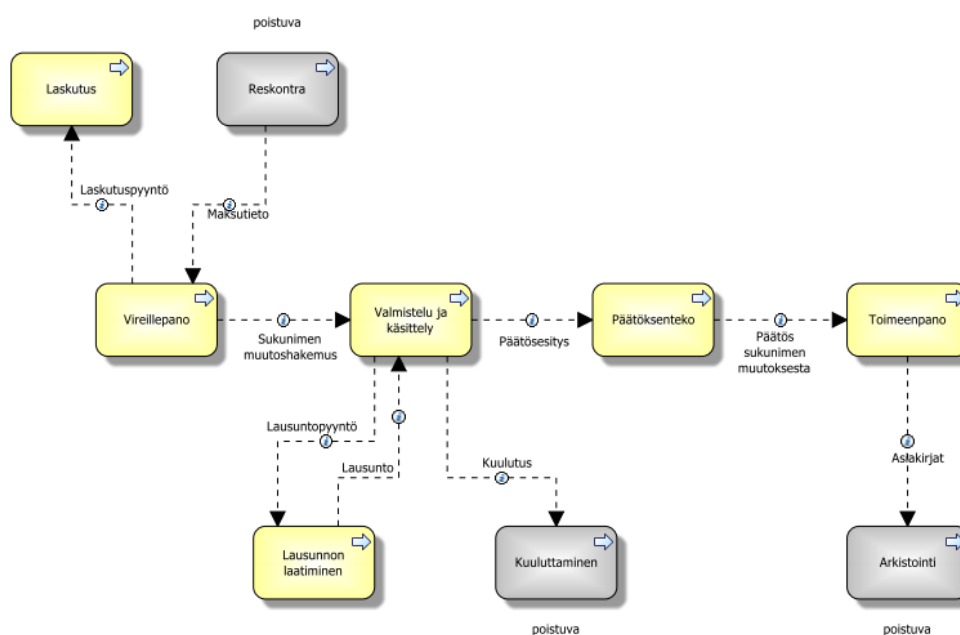 poistuva
Laskutus
Reskontra
Laskutuspyyntö
Maksutieto
Vireillepano
Valmistelu ja
käsittely
Päätöksenteko
Toimeenpano
Sukunimen
muutoshakemus
Päätösesitys
Päätös
sukunimen
muutoksesta
Lausuntopyyntö
Lausunto
Kuulutus
Asiakirjat
Lausunnon
laatiminen
Kuuluttaminen
Arkistointi
poistuva
poistuva